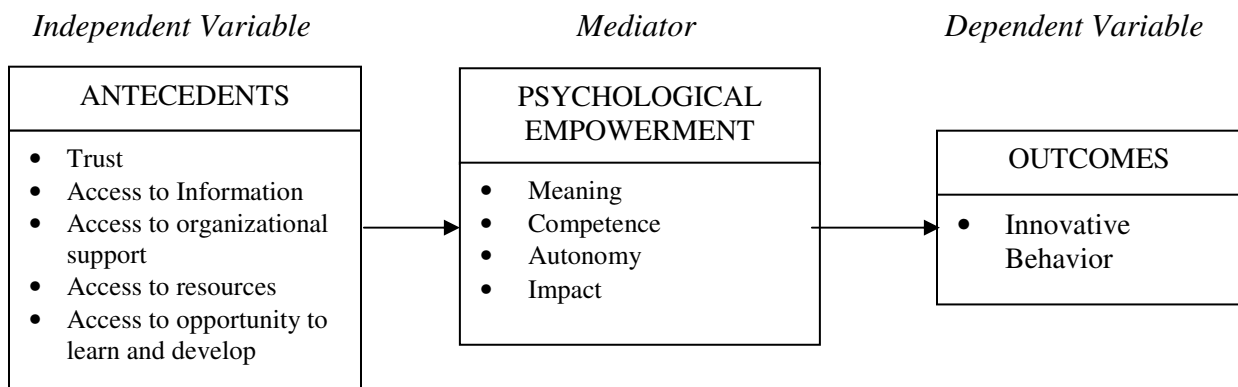 Independent Variable
Mediator
Dependent Variable
ANTECEDENTS
• Trust
• Access to Information
• Access to organizational
support
• Access to resources
• Access to opportunity to
learn and develop
PSYCHOLOGICAL
EMPOWERMENT
• Meaning
• Competence
• Autonomy
• Impact
OUTCOMES
• Innovative
Behavior